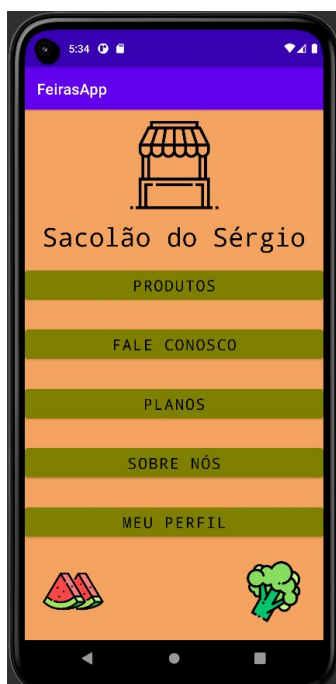 5:34
FeirasApp
Sacolão do Sérgio
PRODUTOS
FALE CONOSCO
PLANOS
SOBRE NÓS
MEU PERFIL